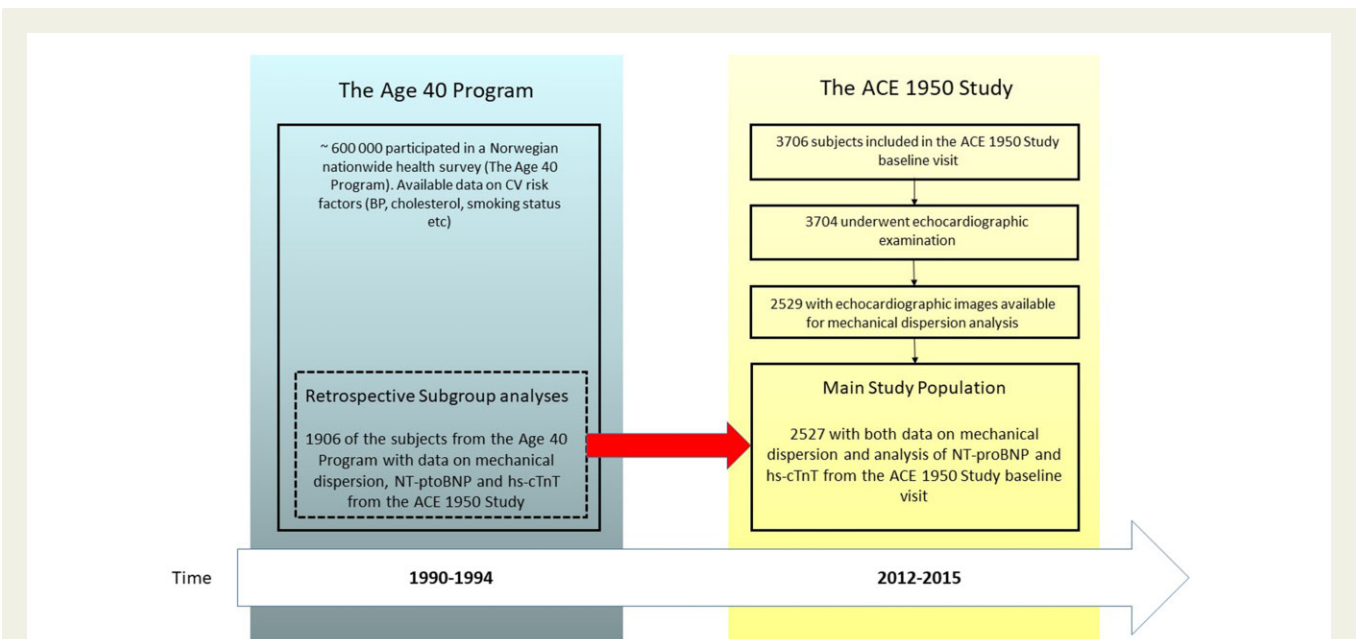 The Age 40 Program
~ 600 000 participated in a Norwegian
nationwide health survey (The Age 40
Program). Available data on CV risk
factors (BP, cholesterol, smoking status
etc)
Retrospective Subgroup analyses
1906 of the subjects from the Age 40
Program with data on mechanical
dispersion, NT-ptoBNP and hs-cTnT
from the ACE 1950 Study
The ACE 1950 Study
3706 subjects included in the ACE 1950 Study
baseline visit
3704 underwent echocardiographic
examination
2529 with echocardiographic images available
for mechanical dispersion analysis
Main Study Population
2527 with both data on mechanical
dispersion and analysis of NT-proBNP and
hs-cTnT from the ACE 1950 Study baseline
visit
Time
1990-1994
2012-2015